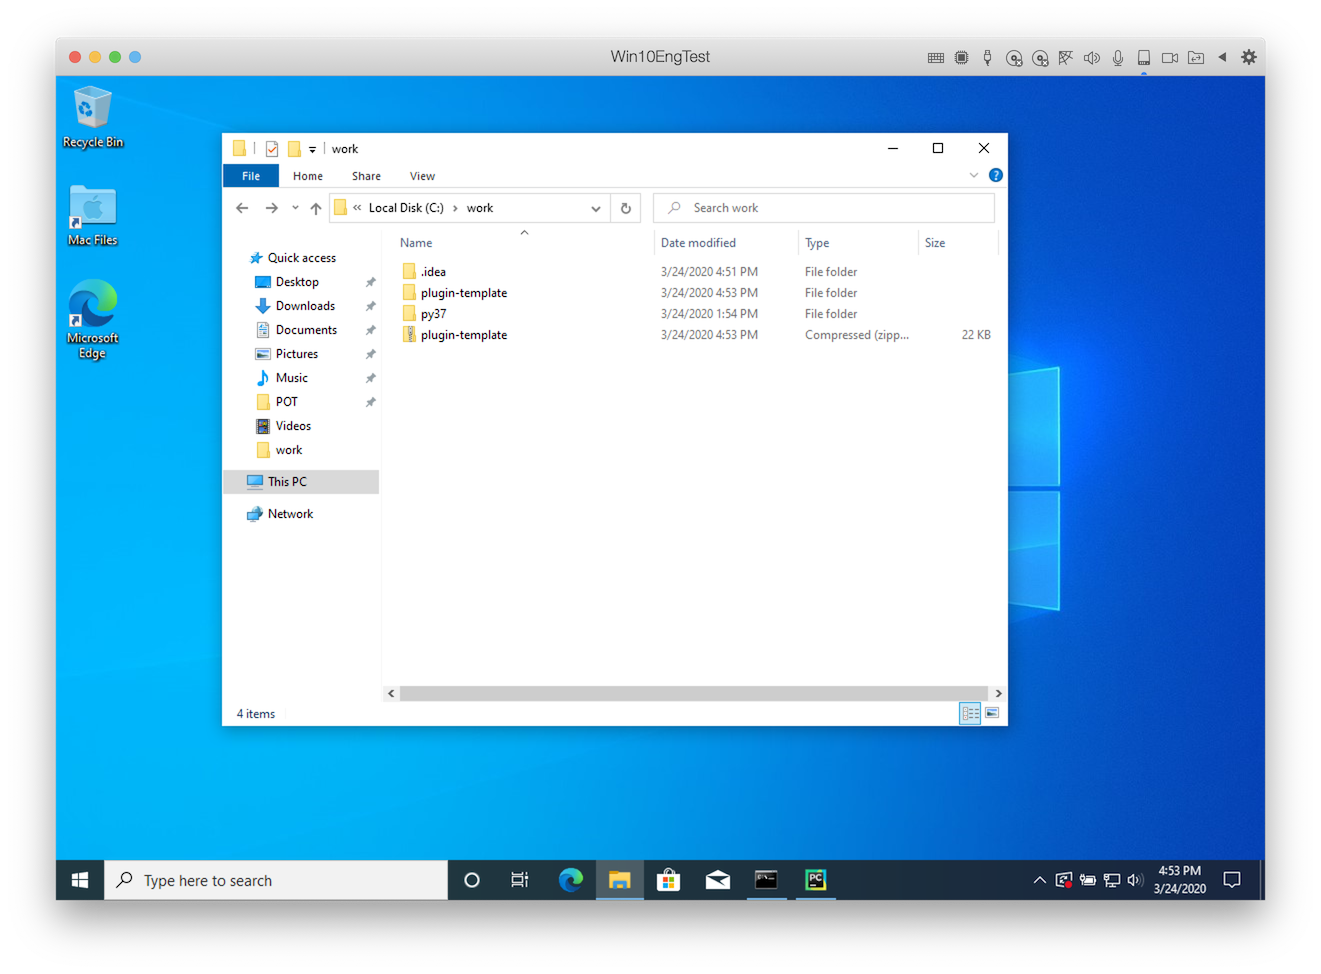 Win10EngTest
Recycle Bin
Mac Files
Microsoft
Edge
work
File Home Share View
« Local Disk (C:) › work
Search work
Name Date modified Type Size
Quick access
Desktop
Downloads
Documents
Pictures
Music
POT
Videos
work
This PC
Network
.idea 3/24/2020 4:51 PM File folder
plugin-template 3/24/2020 4:53 PM File folder
py37 3/24/2020 1:54 PM File folder
plugin-template 3/24/2020 4:53 PM Compressed (zipp... 22 KB
4 items
Type here to search
PC
4:53 PM
3/24/2020